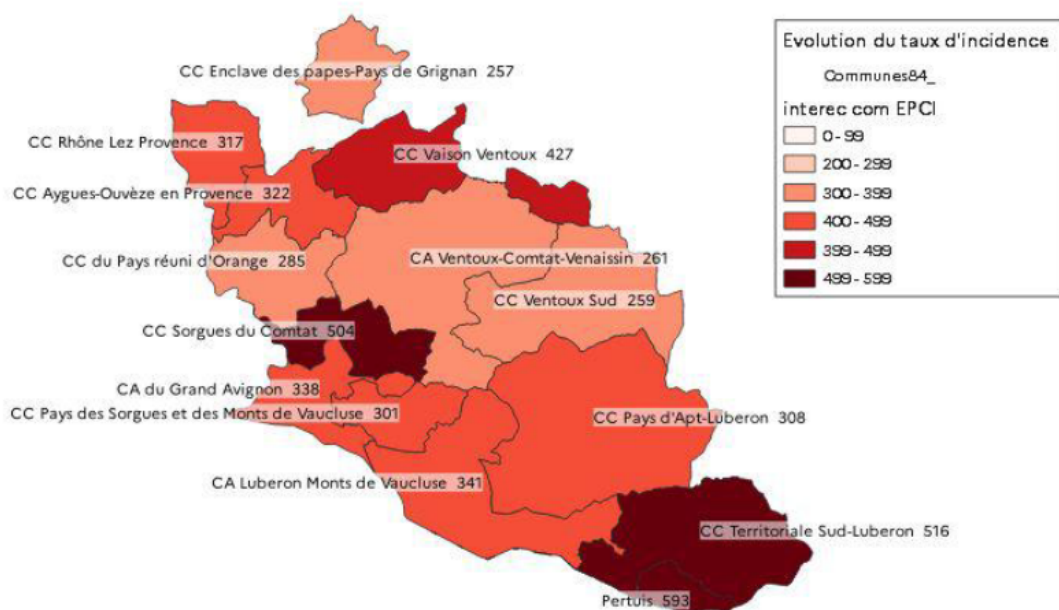 CC Enclave des papes-Pays de Grignan 257
CC Rhône Lez Provence 317
CC Vaison Ventoux 427
CC Aygues-Ouvèze en Provence 322
CC du Pays réuni d'Orange 285
CA Ventoux-Comtat-Venaissin 261
CC Ventoux Sud 259
CC Sorgues du Comtat 504
CA du Grand Avignon 338
CC Pays des Sorgues et des Monts de Vaucluse 301
CC Pays d'Apt-Luberon 308
CA Luberon Monts de Vaucluse 341
CC Territoriale Sud-Luberon 516
Pertuis 593
Evolution du taux d'incidence
Communes84_
interec com EPCI
0 - 99
200 - 299
300 - 399
400 - 499
399 - 499
499 - 599